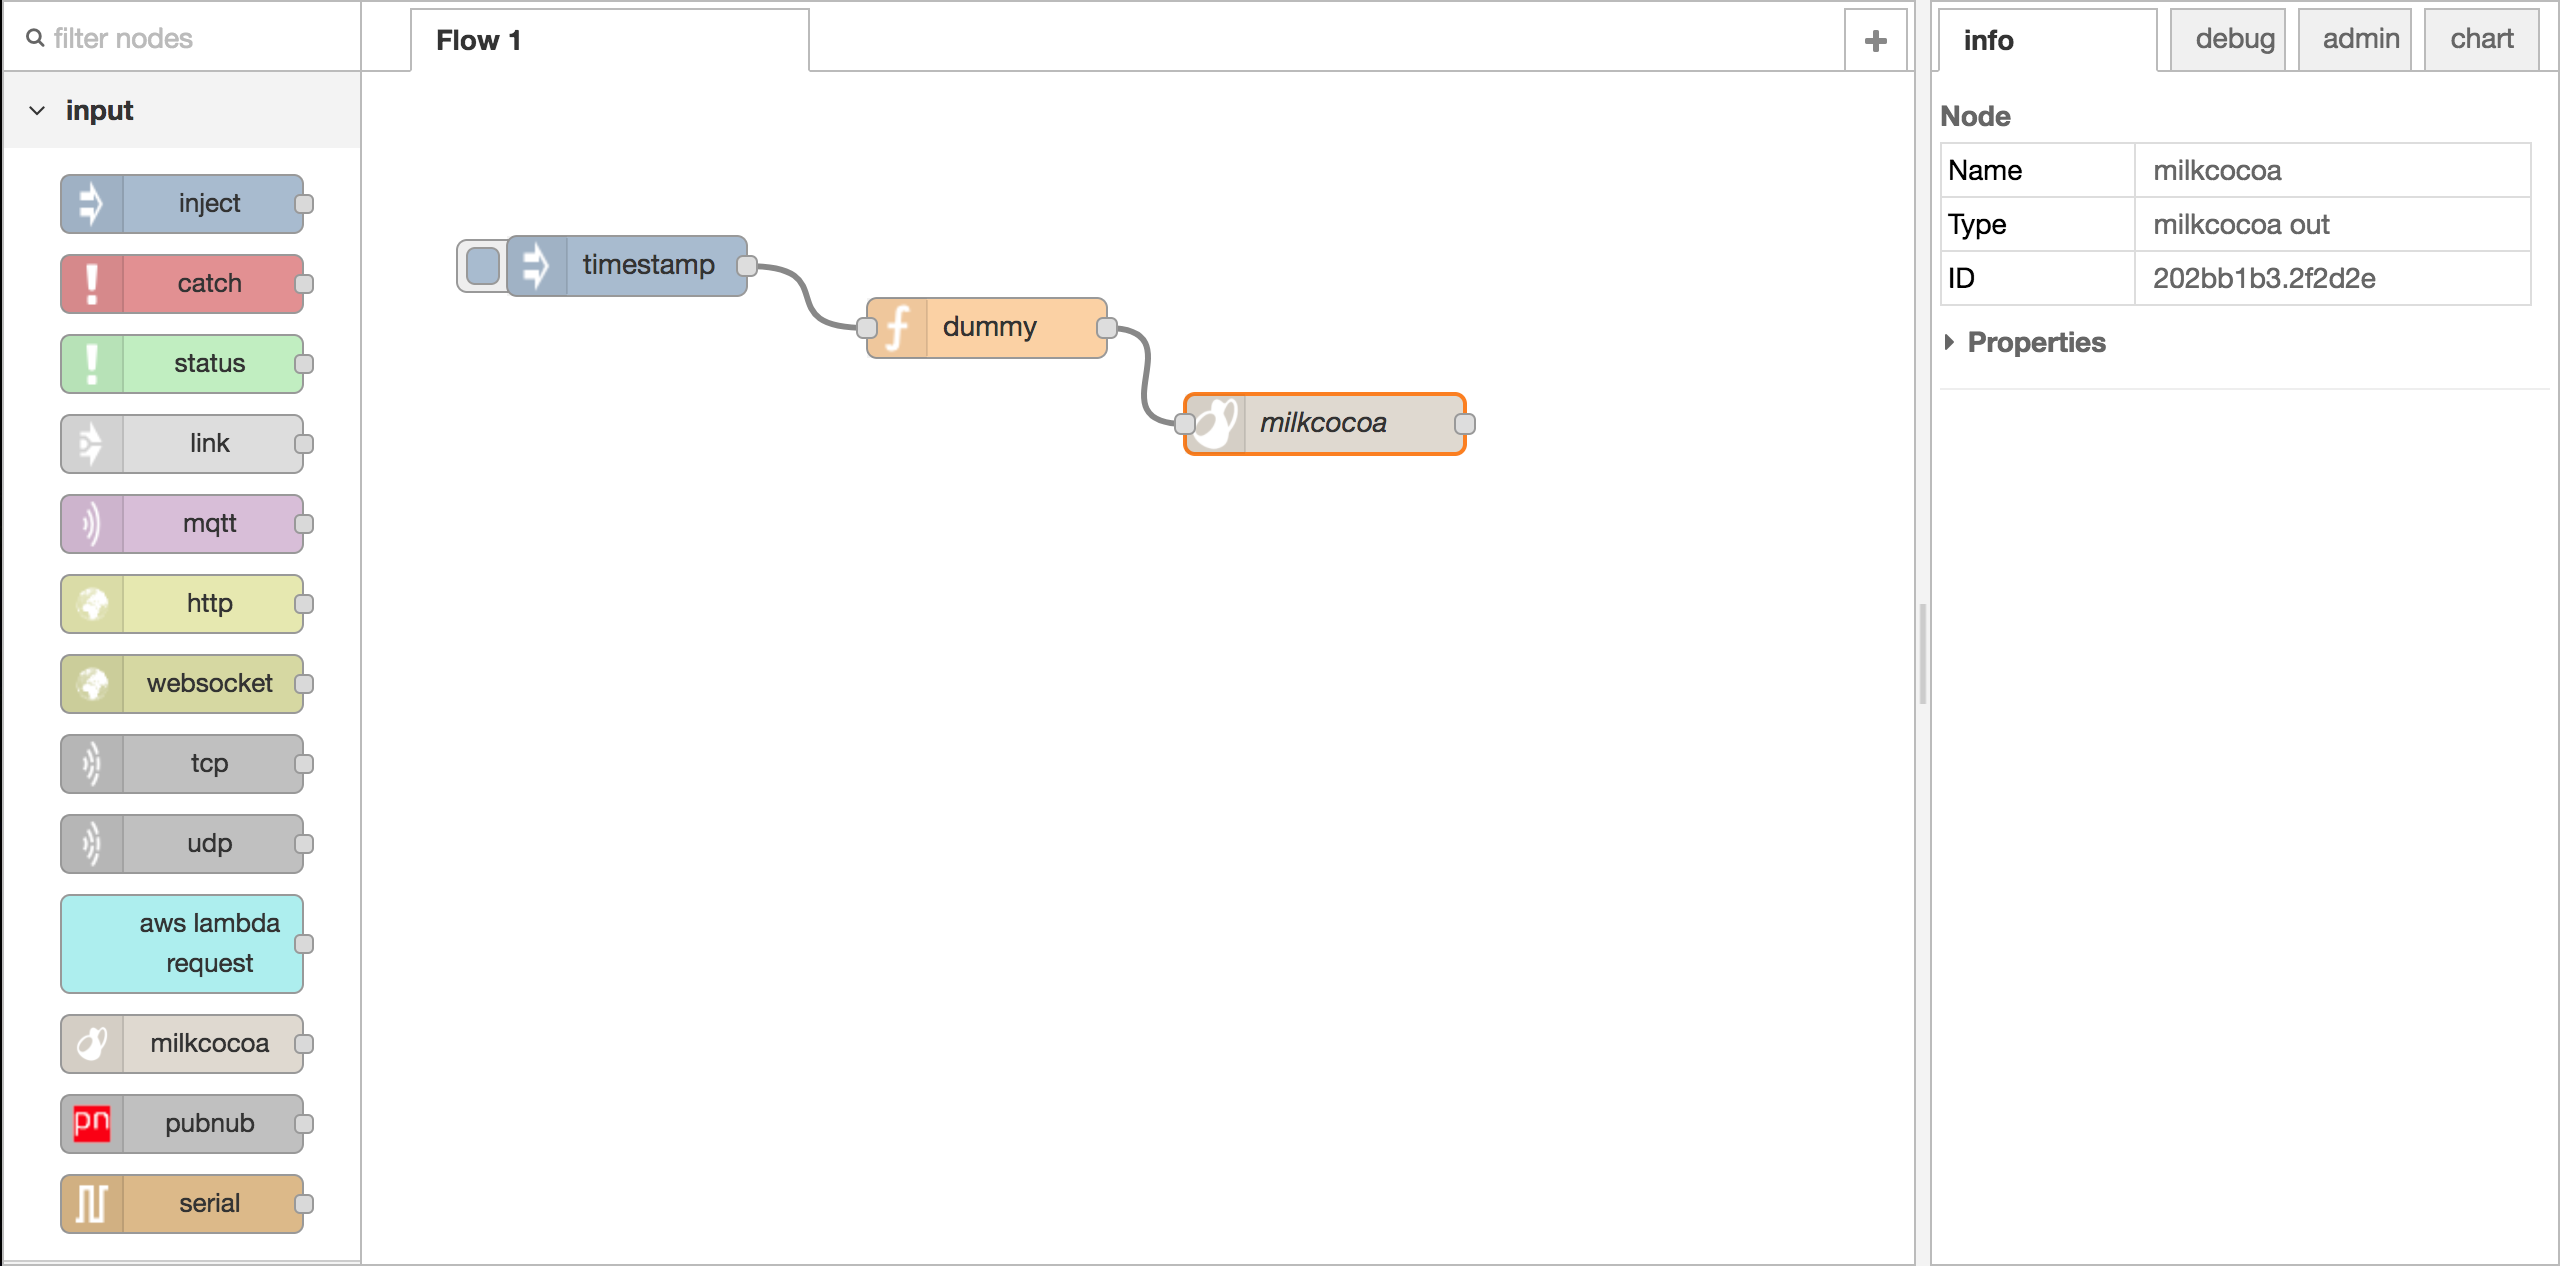 filter nodes
input
inject
catch
status
link
mqtt
http
websocket
tcp
udp
aws lambda
request
milkcocoa
pn
pubnub
serial
Flow 1
+
timestamp
f
dummy
milkcocoa
info
debug
admin
chart
Node
Name milkcocoa
Type milkcocoa out
ID 202bb1b3.2f2d2e
Properties